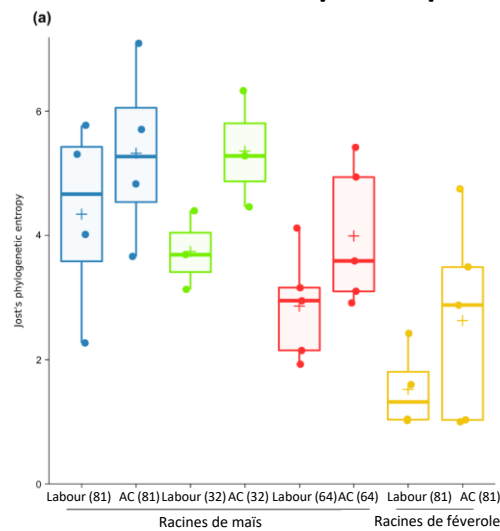 (a)
Jost's phylogenetic entropy
6
4
2
0
Labour (81) AC (81) Labour (32) AC (32) Labour (64) AC (64) Labour (81) AC (81)
Racines de maïs Racines de féverole